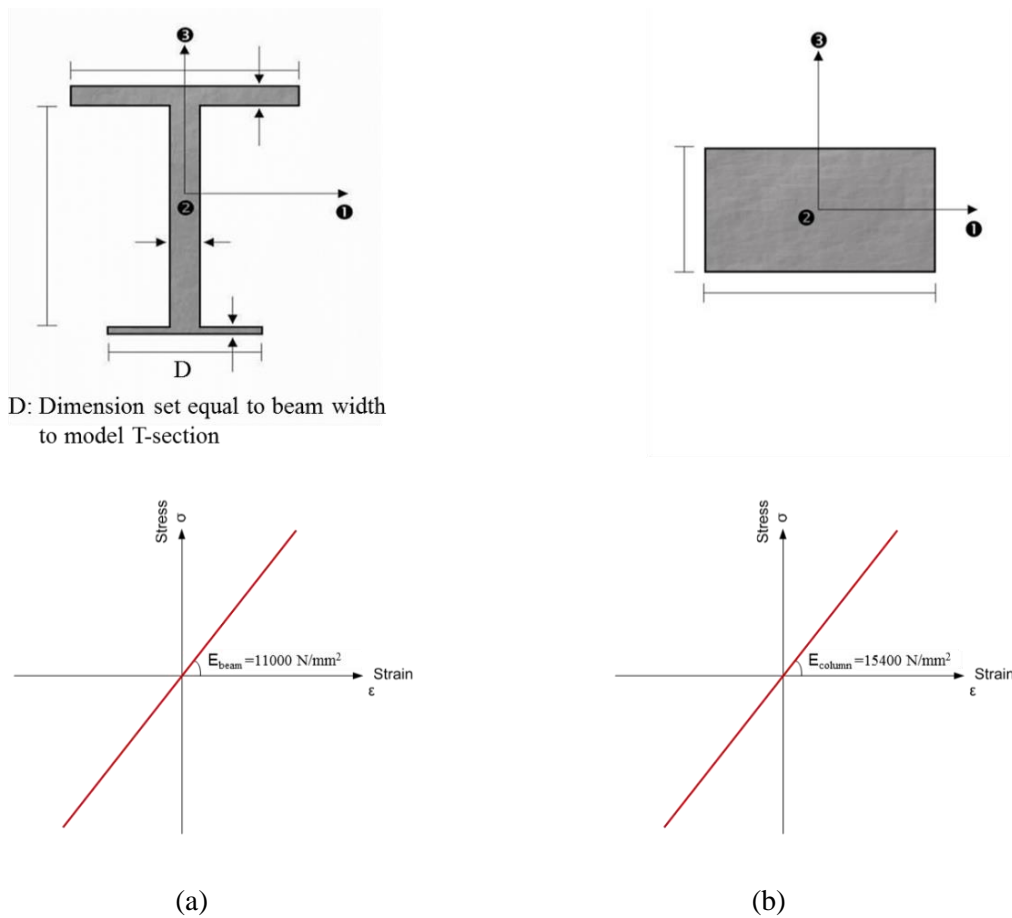 ❸
❶
❷
D
D: Dimension set equal to beam width
to model T-section
❸
❶
❷
Stress
σ
E_beam =11000 N/mm²
Strain
ε
Stress
σ
E_column =15400 N/mm²
Strain
ε
(a)
(b)